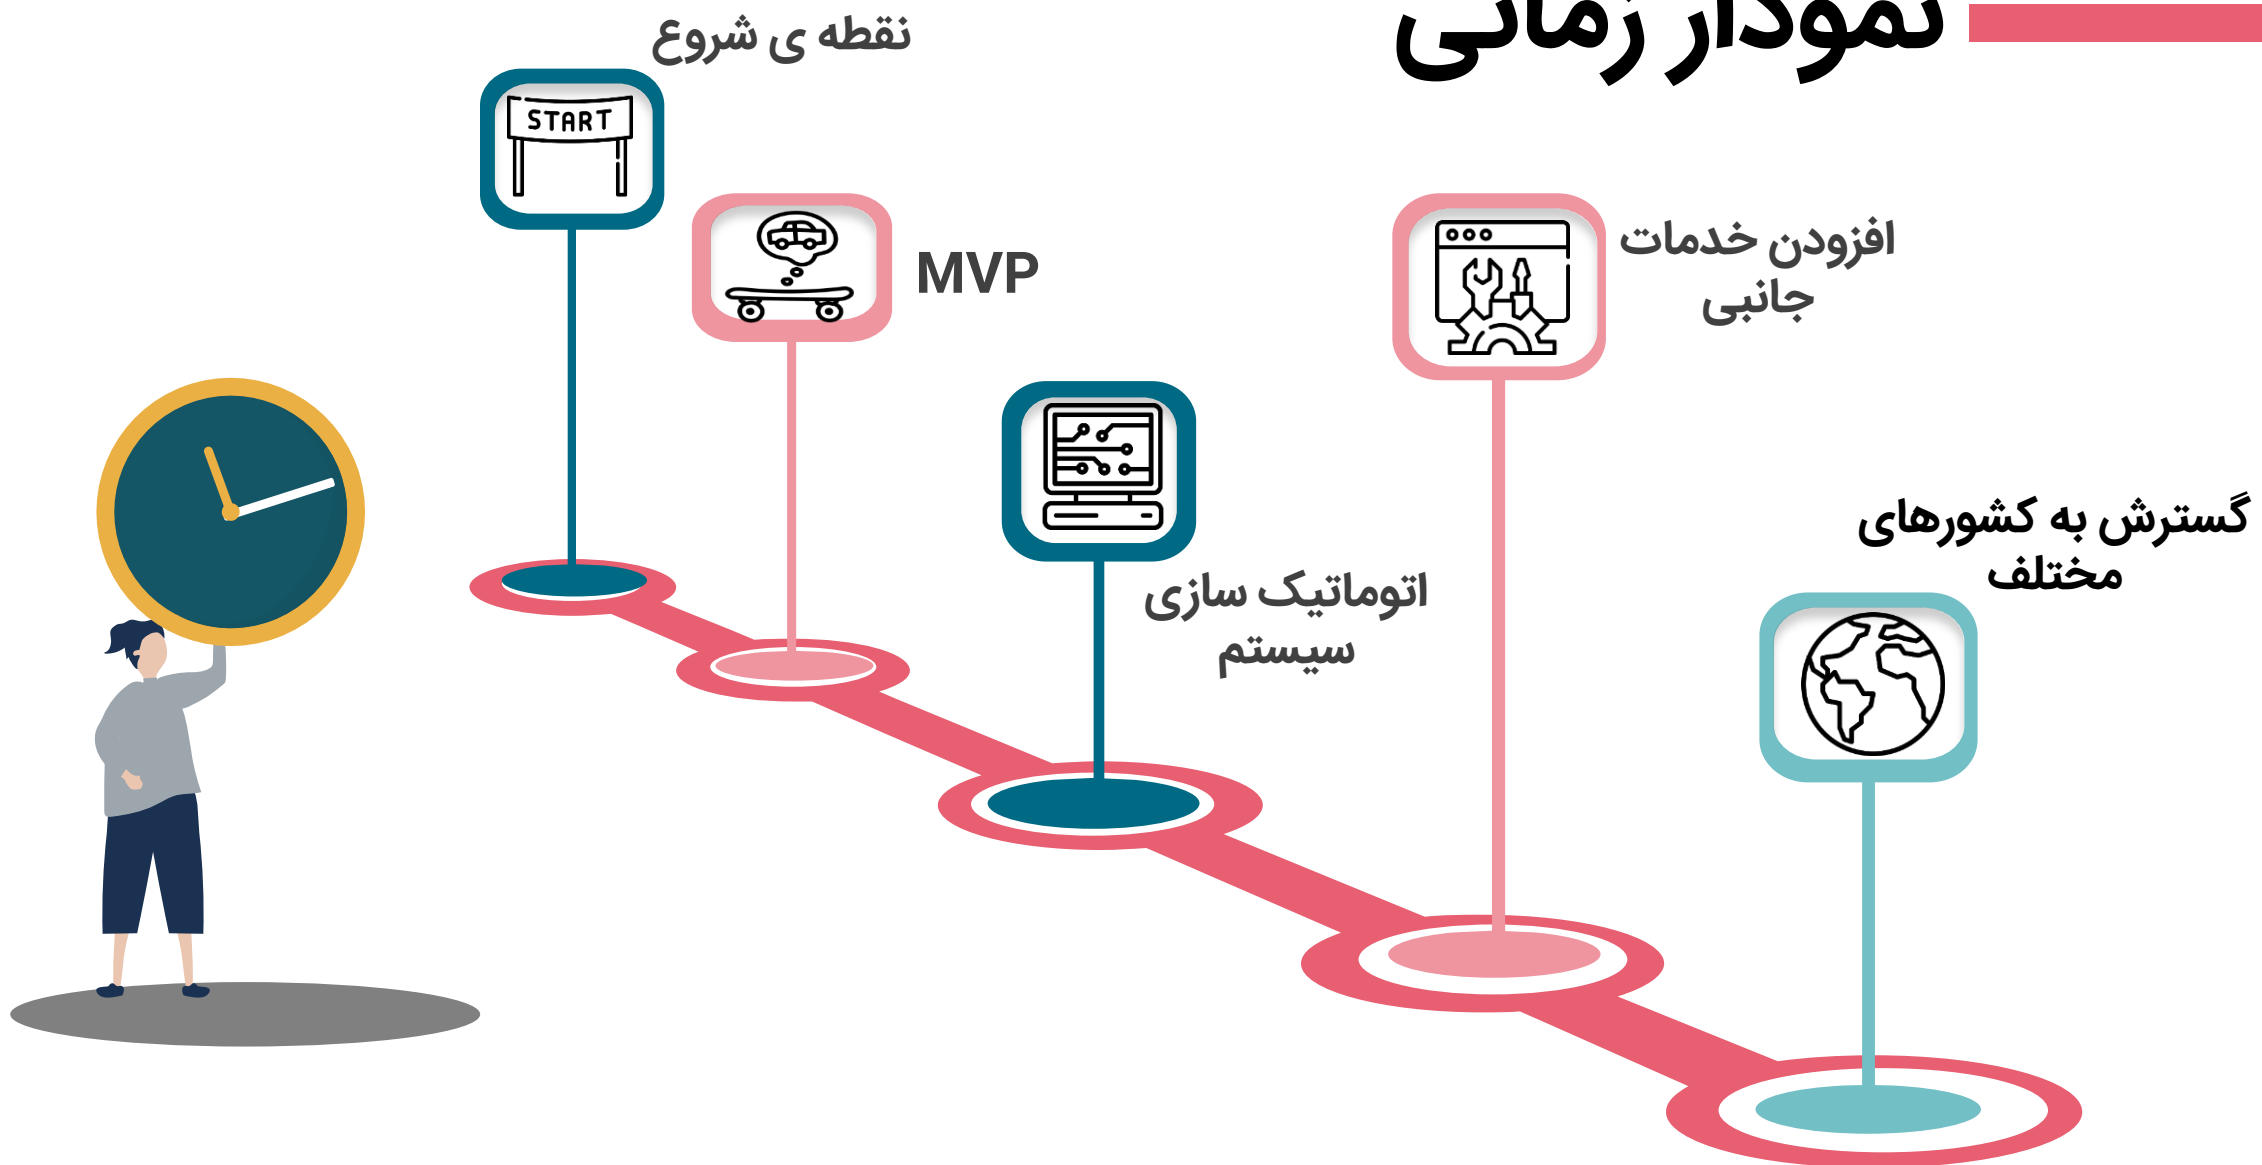 نمودار زمانی
نقطه ی شروع
START
MVP
افزودن خدمات
جانبی
اتوماتیک سازی
سیستم
گسترش به کشورهای
مختلف